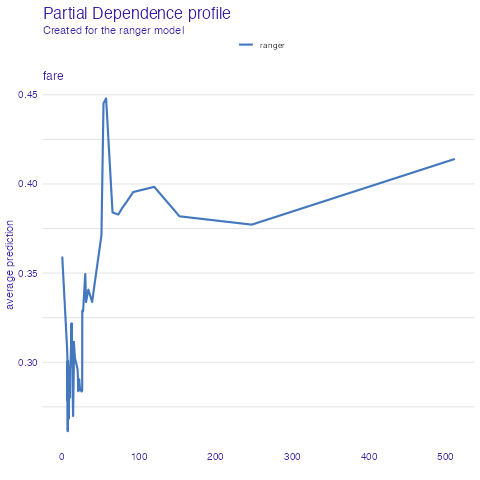 Partial Dependence profile
Created for the ranger model
ranger
fare
average prediction
0.45
0.40
0.35
0.30
0 100 200 300 400 500